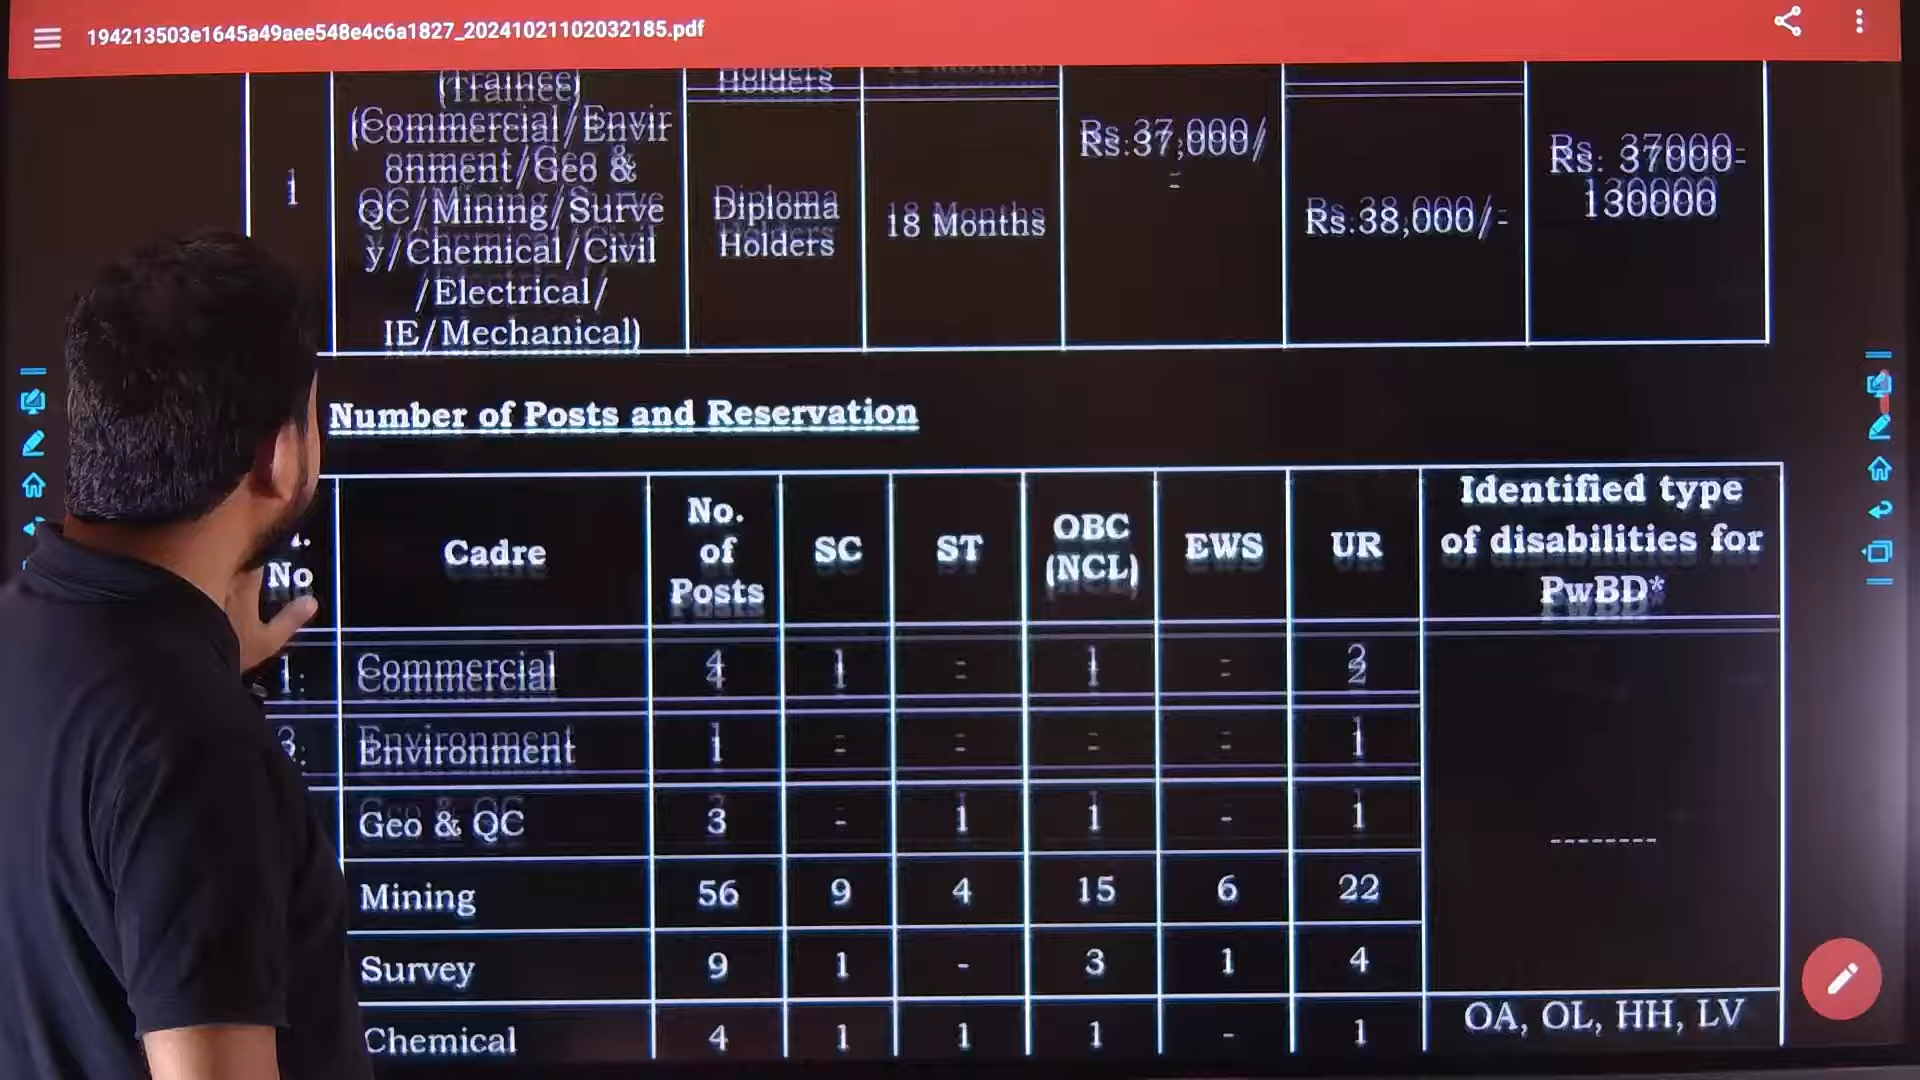 194213503e1645a49aee548e4c6a1827_20241021102032185.pdf
(Trainee) Holders 12 Months
(Commercial/Envir
onment/Geo &
QC/Mining/Surve
y/Chemical/Civil
/Electrical/
IE/Mechanical)
1
Diploma
Holders
18 Months
Rs.37,000/
-
Rs.38,000/-
Rs. 37000-
130000
Number of Posts and Reservation
No Cadre No. of Posts SC ST OBC (NCL) EWS UR Identified type of disabilities for PwBD*
1. Commercial 4 1 - 1 - 2
Environment 1 - - - - 1
Geo & QC 3 - 1 1 - 1 --------
Mining 56 9 4 15 6 22
Survey 9 1 - 3 1 4
Chemical 4 1 1 1 - 1 OA, OL, HH, LV